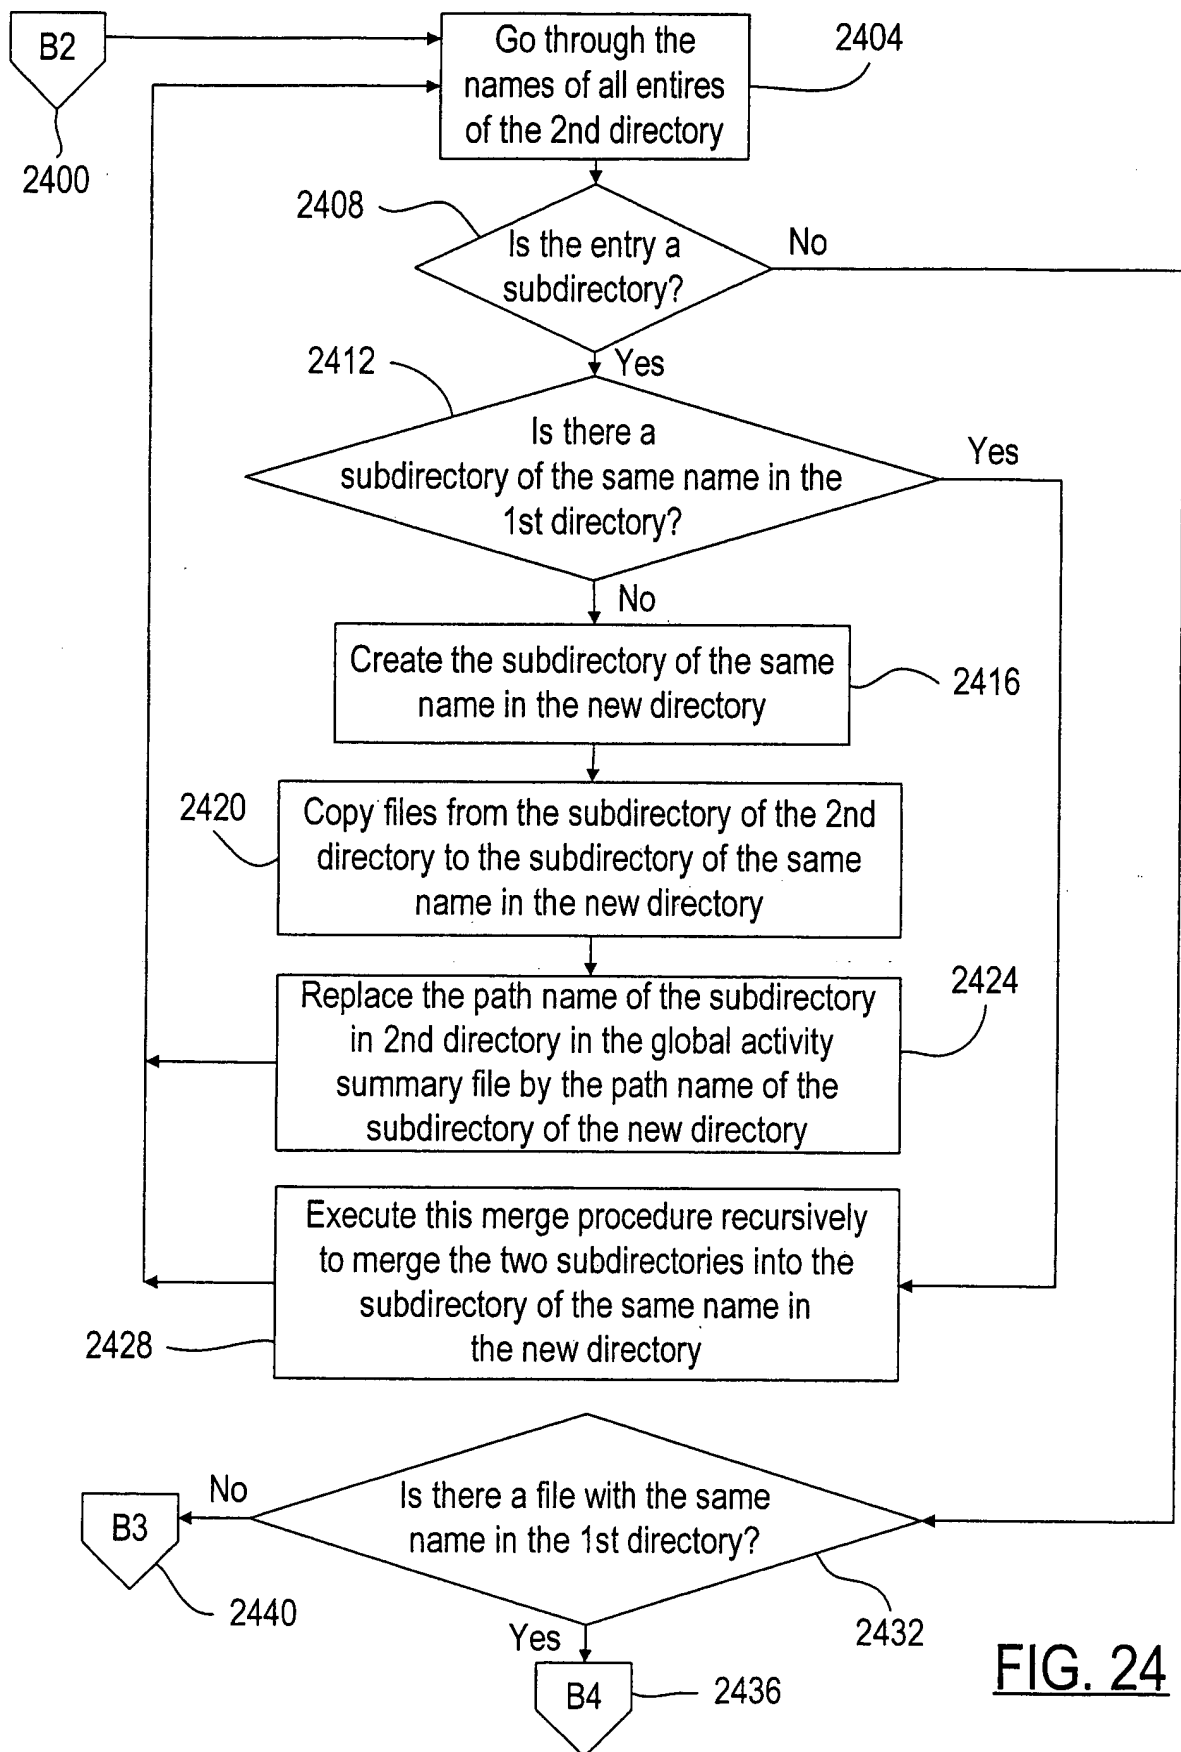 B2
2400
Go through the
names of all entires
of the 2nd directory
2404
2408
Is the entry a
subdirectory?
No
Yes
2412
Is there a
subdirectory of the same name in the
1st directory?
Yes
No
Create the subdirectory of the same
name in the new directory
2416
2420
Copy files from the subdirectory of the 2nd
directory to the subdirectory of the same
name in the new directory
Replace the path name of the subdirectory
in 2nd directory in the global activity
summary file by the path name of the
subdirectory of the new directory
2424
Execute this merge procedure recursively
to merge the two subdirectories into the
subdirectory of the same name in
the new directory
2428
Is there a file with the same
name in the 1st directory?
No
B3
2440
2432
Yes
B4
2436
FIG. 24